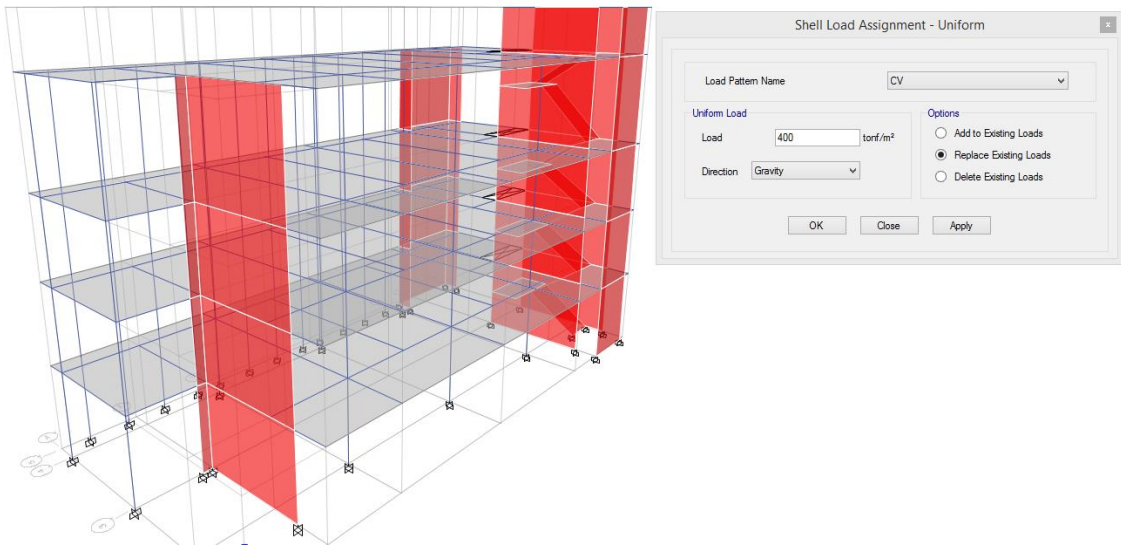 Shell Load Assignment - Uniform
x
Load Pattern Name
CV
Uniform Load
Load
400
tonf/m²
Direction
Gravity
Options
Add to Existing Loads
Replace Existing Loads
Delete Existing Loads
OK
Close
Apply